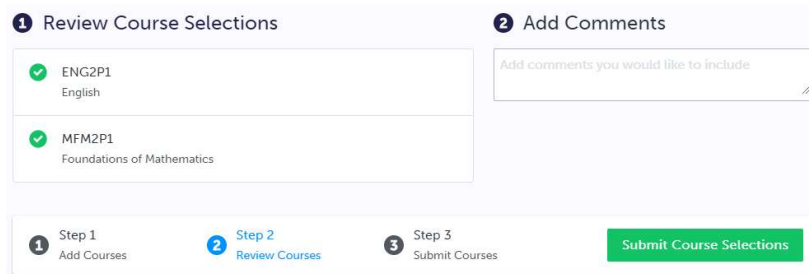 1 Review Course Selections
ENG2P1
English
MFM2P1
Foundations of Mathematics
2 Add Comments
Add comments you would like to include
1 Step 1
Add Courses
2 Step 2
Review Courses
3 Step 3
Submit Courses
Submit Course Selections